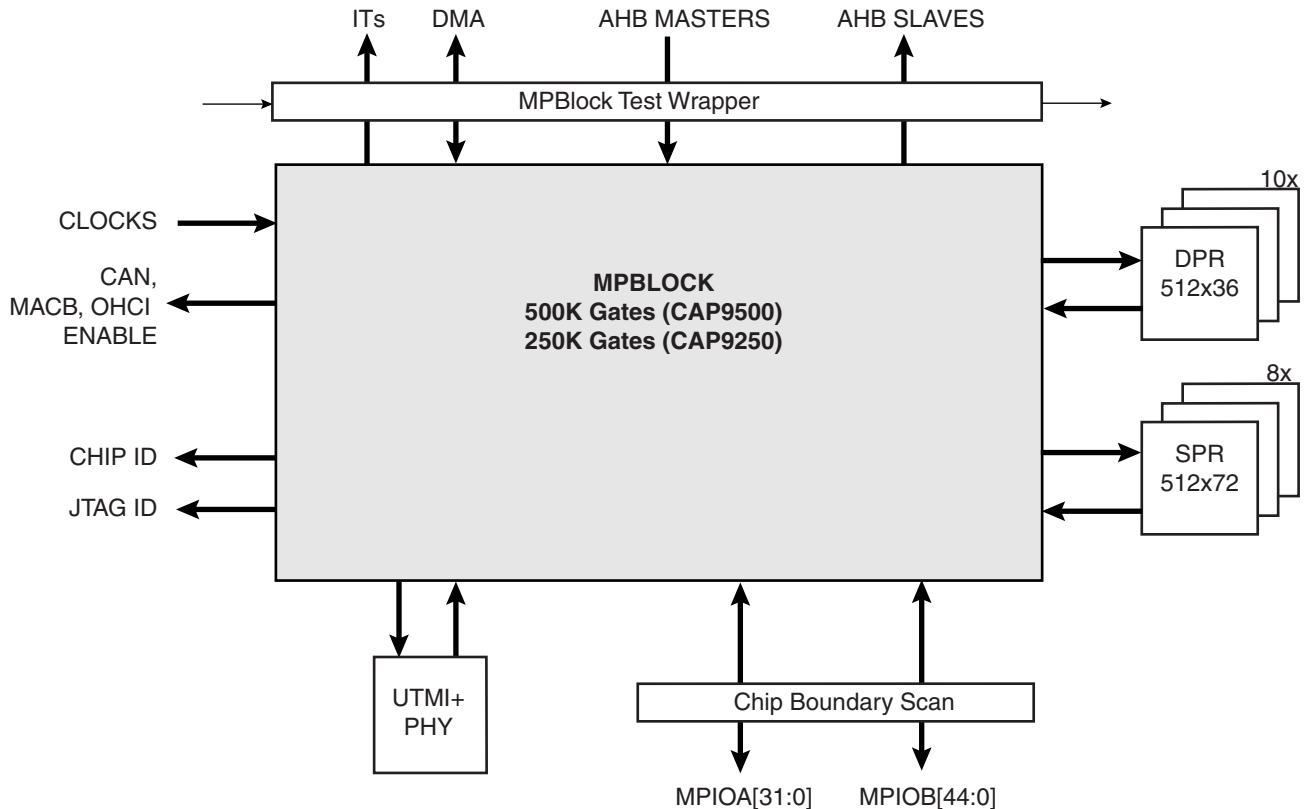 ITs
DMA
AHB MASTERS
AHB SLAVES
MPBlock Test Wrapper
10x
CLOCKS
DPR
512x36
CAN,
MACB, OHCI
ENABLE
MPBLOCK
500K Gates (CAP9500)
250K Gates (CAP9250)
8x
CHIP ID
SPR
512x72
JTAG ID
UTMI+
PHY
Chip Boundary Scan
MPIOA[31:0]
MPIOB[44:0]